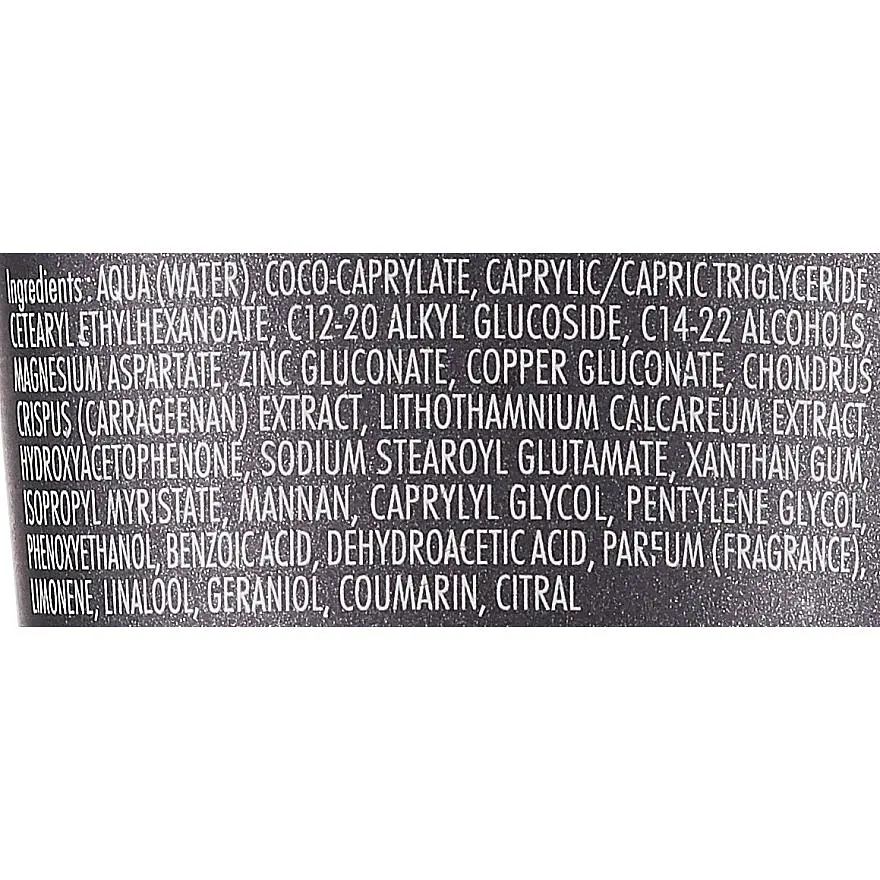 Ingredients: AQUA (WATER), COCO-CAPRYLATE, CAPRYLIC/CAPRIC TRIGLYCERIDE,
CETEARYL ETHYLHEXANOATE, C12-20 ALKYL GLUCOSIDE, C14-22 ALCOHOLS,
MAGNESIUM ASPARTATE, ZINC GLUCONATE, COPPER GLUCONATE, CHONDRUS
CRISPUS (CARRAGEENAN) EXTRACT, LITHOTHAMNIUM CALCAREUM EXTRACT,
HYDROXYACETOPHENONE, SODIUM STEAROYL GLUTAMATE, XANTHAN GUM,
ISOPROPYL MYRISTATE, MANNAN, CAPRYLYL GLYCOL, PENTYLENE GLYCOL,
PHENOXYETHANOL, BENZOIC ACID, DEHYDROACETIC ACID, PARFUM (FRAGRANCE),
LIMONENE, LINALOOL, GERANIOL, COUMARIN, CITRAL